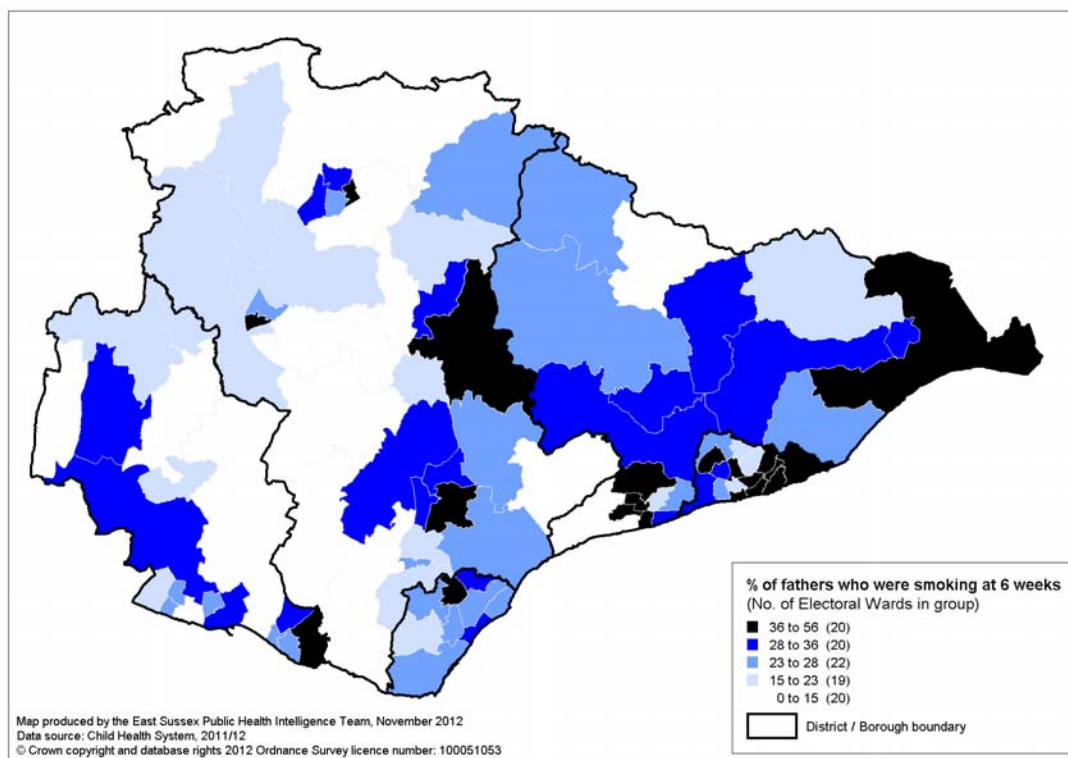 % of fathers who were smoking at 6 weeks
(No. of Electoral Wards in group)
36 to 56 (20)
28 to 36 (20)
23 to 28 (22)
15 to 23 (19)
0 to 15 (20)
District / Borough boundary
Map produced by the East Sussex Public Health Intelligence Team, November 2012
Data source: Child Health System, 2011/12
© Crown copyright and database rights 2012 Ordnance Survey licence number: 100051053